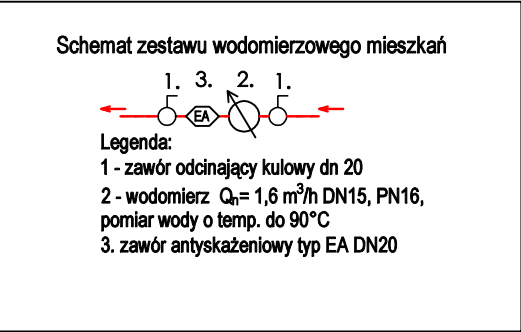 Schemat zestawu wodomierzowego mieszkań
1. 3. 2. 1.
EA
Legenda:
1 - zawór odcinający kulowy dn 20
2 - wodomierz Qn= 1,6 m³/h DN15, PN16,
pomiar wody o temp. do 90°C
3. zawór antyskażeniowy typ EA DN20